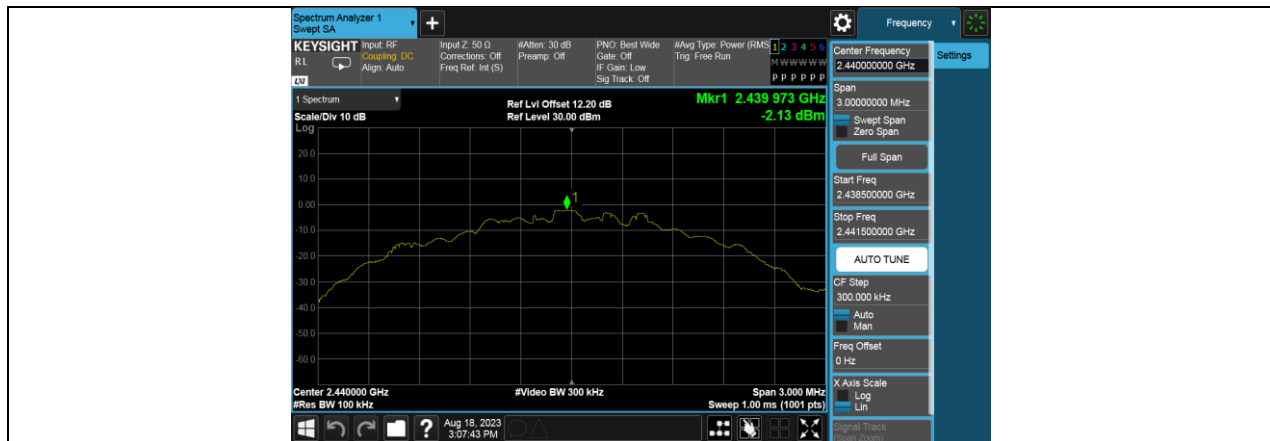 Spectrum Analyzer 1
Swept SA
+
Frequency
KEYSIGHT
RL
LXI
Input: RF
Coupling: DC
Align: Auto
Input Z: 50 Ω
Corrections: Off
Freq Ref: Int (S)
#Atten: 30 dB
Preamp: Off
PNO: Best Wide
Gate: Off
IF Gain: Low
Sig Track: Off
#Avg Type: Power (RMS
Trig: Free Run
1 2 3 4 5 6
M W W W W W
P P P P P P
1 Spectrum
Scale/Div 10 dB
Ref Lvl Offset 12.20 dB
Ref Level 30.00 dBm
Mkr1 2.439 973 GHz
-2.13 dBm
Log
20.0
10.0
0.00
-10.0
-20.0
-30.0
-40.0
-50.0
-60.0
1
Center 2.440000 GHz
#Res BW 100 kHz
#Video BW 300 kHz
Span 3.000 MHz
Sweep 1.00 ms (1001 pts)
?
Aug 18, 2023
3:07:43 PM
Center Frequency
2.440000000 GHz
Settings
Span
3.00000000 MHz
Swept Span
Zero Span
Full Span
Start Freq
2.438500000 GHz
Stop Freq
2.441500000 GHz
AUTO TUNE
CF Step
300.000 kHz
Auto
Man
Freq Offset
0 Hz
X Axis Scale
Log
Lin
Signal Track
(Span Zoom)